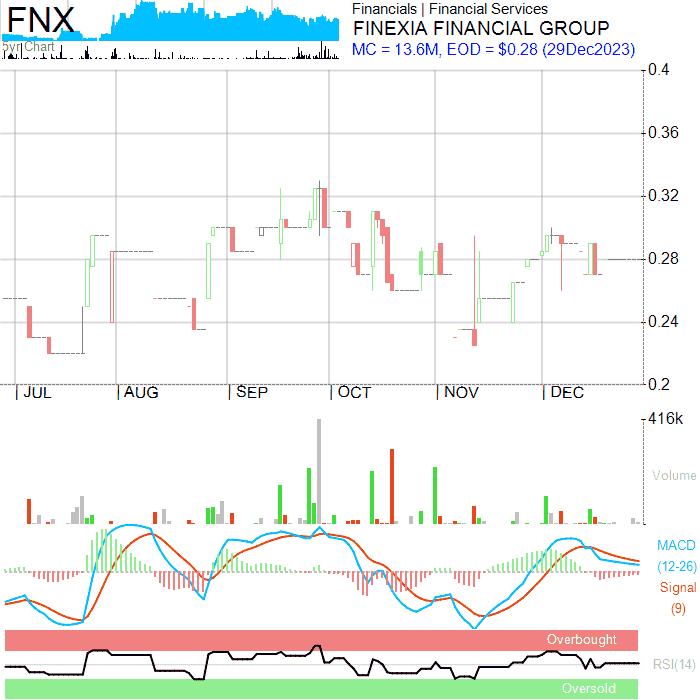 FNX
5yr Chart
Financials | Financial Services
FINEXIA FINANCIAL GROUP
MC = 13.6M, EOD = $0.28 (29Dec2023)
0.4
0.36
0.32
0.28
0.24
0.2
| JUL | AUG | SEP | OCT | NOV | DEC
416k
Volume
MACD
(12-26)
Signal
(9)
Overbought
RSI(14)
Oversold